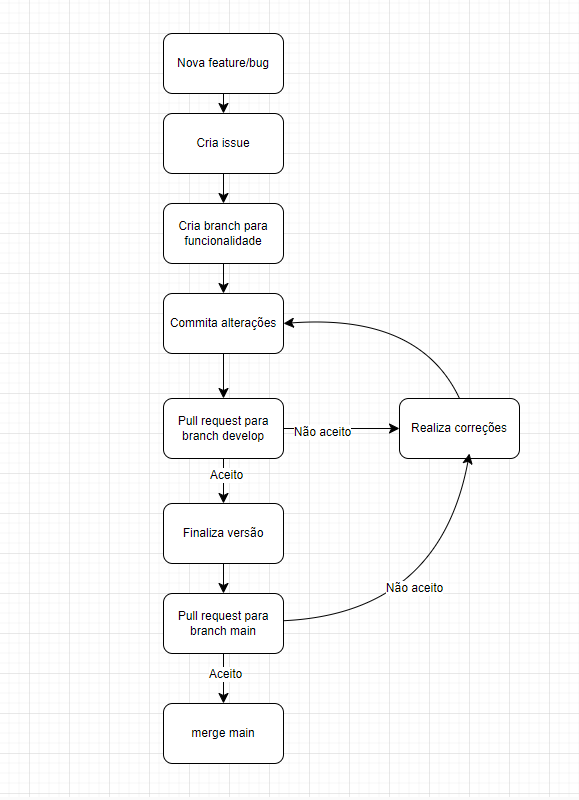 Nova feature/bug
Cria issue
Cria branch para
funcionalidade
Commita alterações
Pull request para
branch develop
Não aceito
Realiza correções
Aceito
Finaliza versão
Não aceito
Pull request para
branch main
Aceito
merge main